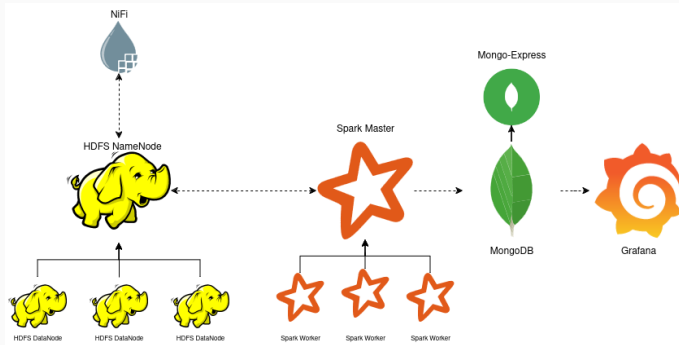 NiFi
Mongo-Express
HDFS NameNode
Spark Master
MongoDB
Grafana
HDFS DataNode
HDFS DataNode
HDFS DataNode
Spark Worker
Spark Worker
Spark Worker